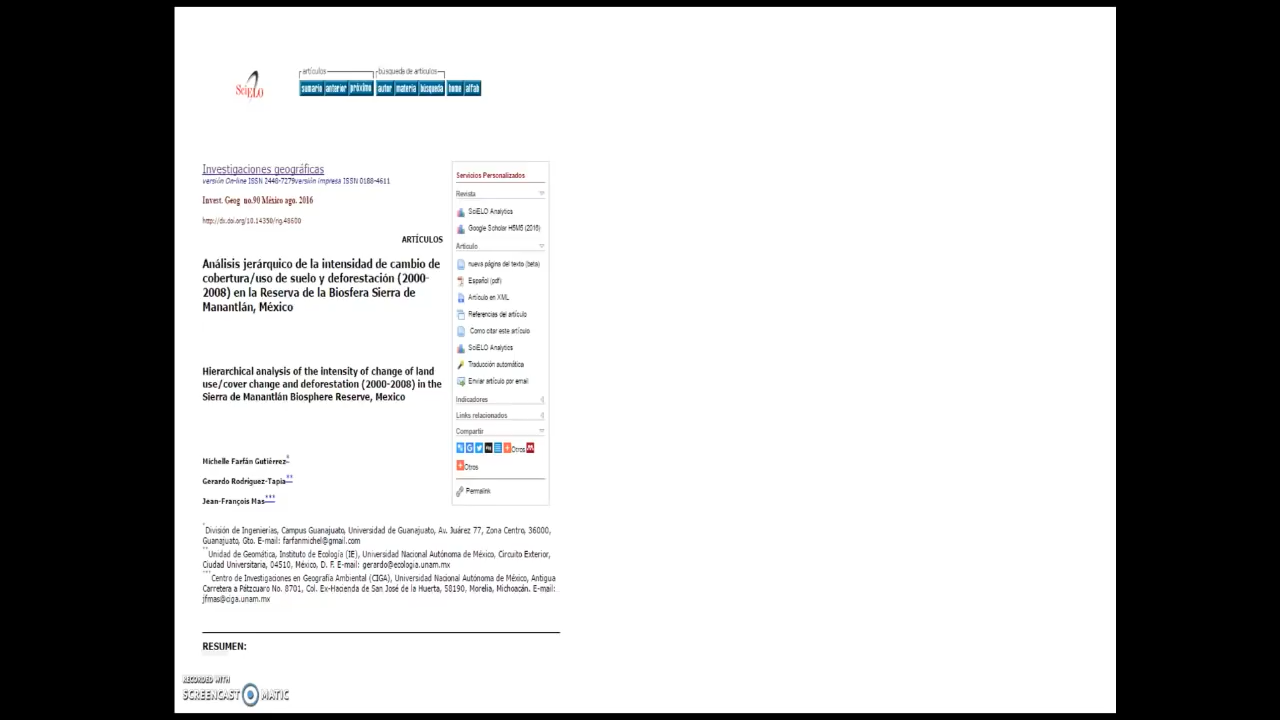 SciELO
artículos
búsqueda de artículos
sumario anterior próximo autor materia búsqueda home alfab
Investigaciones geográficas
versión On-line ISSN 2448-7279versión impresa ISSN 0188-4611
Invest. Geog no.90 México ago. 2016
http://dx.doi.org/10.14350/rig.48600
ARTÍCULOS
Análisis jerárquico de la intensidad de cambio de
cobertura/uso de suelo y deforestación (2000-
2008) en la Reserva de la Biosfera Sierra de
Manantlán, México
Hierarchical analysis of the intensity of change of land
use/cover change and deforestation (2000-2008) in the
Sierra de Manantlán Biosphere Reserve, Mexico
Michelle Farfán Gutiérrez*
Gerardo Rodríguez-Tapia**
Jean-François Mas***
Servicios Personalizados
Revista
SciELO Analytics
Google Scholar H5M5 (2016)
Articulo
nueva página del texto (beta)
Español (pdf)
Artículo en XML
Referencias del artículo
Como citar este artículo
SciELO Analytics
Traducción automática
Enviar artículo por email
Indicadores
Links relacionados
Compartir
Otros
Otros
Permalink
*División de Ingenierías, Campus Guanajuato, Universidad de Guanajuato, Av. Juárez 77, Zona Centro, 36000,
Guanajuato, Gto. E-mail: farfanmichel@gmail.com
**Unidad de Geomática, Instituto de Ecología (IE), Universidad Nacional Autónoma de México, Circuito Exterior,
Ciudad Universitaria, 04510, México, D. F. E-mail: gerardo@ecologia.unam.mx
***Centro de Investigaciones en Geografía Ambiental (CIGA), Universidad Nacional Autónoma de México, Antigua
Carretera a Pátzcuaro No. 8701, Col. Ex-Hacienda de San José de la Huerta, 58190, Morelia, Michoacán. E-mail:
jfmas@ciga.unam.mx
RESUMEN:
RECORDED WITH
SCREENCAST MATIC